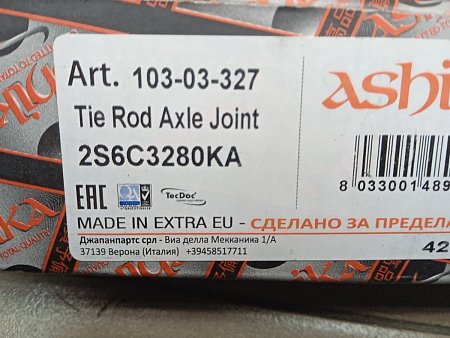 Art. 103-03-327
Tie Rod Axle Joint
2S6C3280KA
ashi
8 033001 489
EAC
TecDoc
MADE IN EXTRA EU - СДЕЛАНО ЗА ПРЕДЕЛА
Джапанпартс срл - Виа делла Мекканика 1/А
37139 Верона (Италия) +39458517711
42